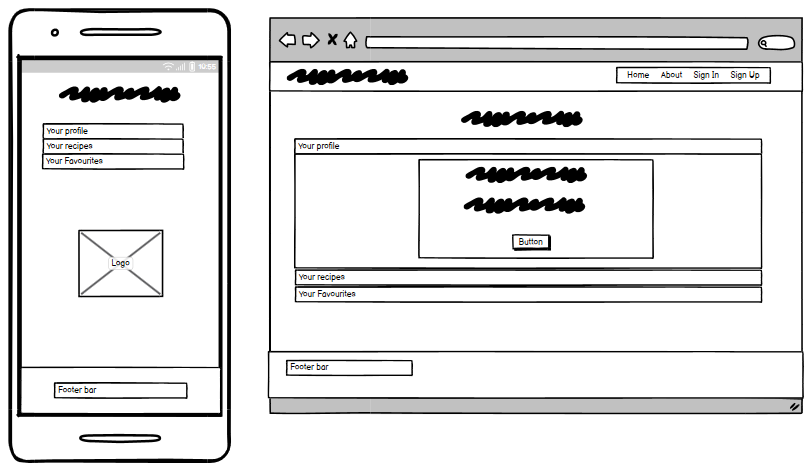 10:55
Your profile
Your recipes
Your Favourites
Logo
Footer bar
Home About Sign In Sign Up
Your profile
Button
Your recipes
Your Favourites
Footer bar